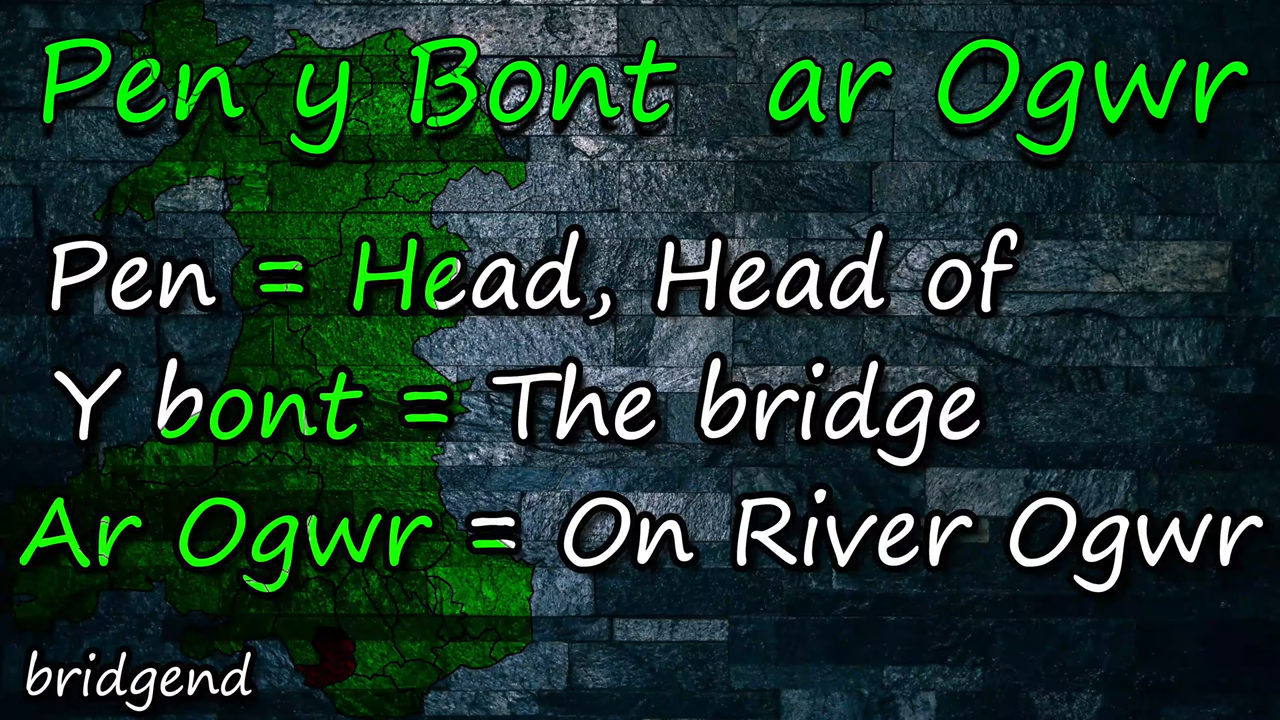 Pen y Bont ar Ogwr
Pen = Head, Head of
Y bont = The bridge
Ar Ogwr = On River Ogwr
bridgend